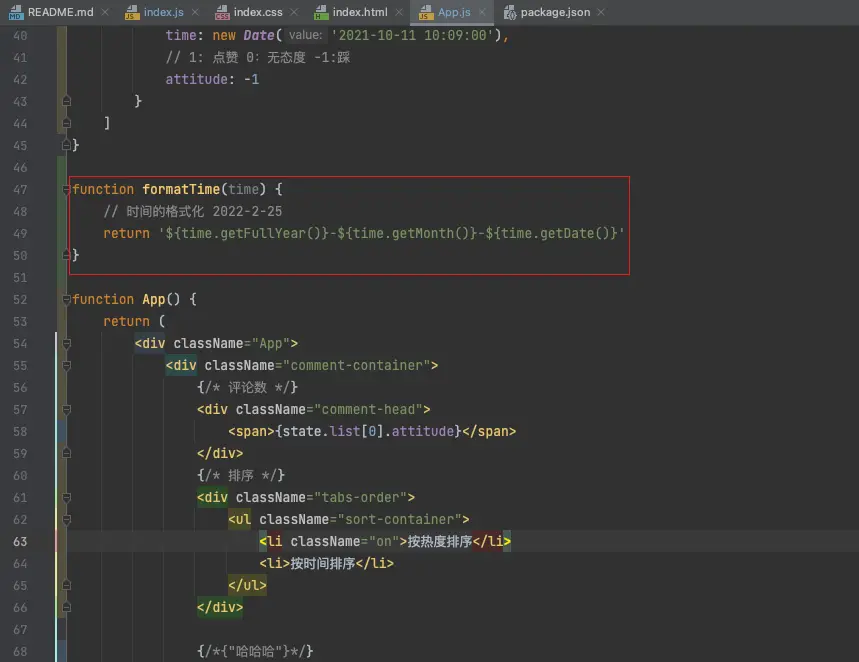 README.md index.js index.css index.html App.js package.json
40 time: new Date( value: '2021-10-11 10:09:00'),
41 // 1: 点赞 0: 无态度 -1:踩
42 attitude: -1
43 }
44 ]
45 }
46
47 function formatTime(time) {
48 // 时间的格式化 2022-2-25
49 return '${time.getFullYear()}-${time.getMonth()}-${time.getDate()}'
50 }
51
52 function App() {
53 return (
54 <div className="App">
55 <div className="comment-container">
56 {/* 评论数 */}
57 <div className="comment-head">
58 <span>{state.list[0].attitude}</span>
59 </div>
60 {/* 排序 */}
61 <div className="tabs-order">
62 <ul className="sort-container">
63 <li className="on">按热度排序</li>
64 <li>按时间排序</li>
65 </ul>
66 </div>
67
68 {/*{"哈哈哈"}*/}